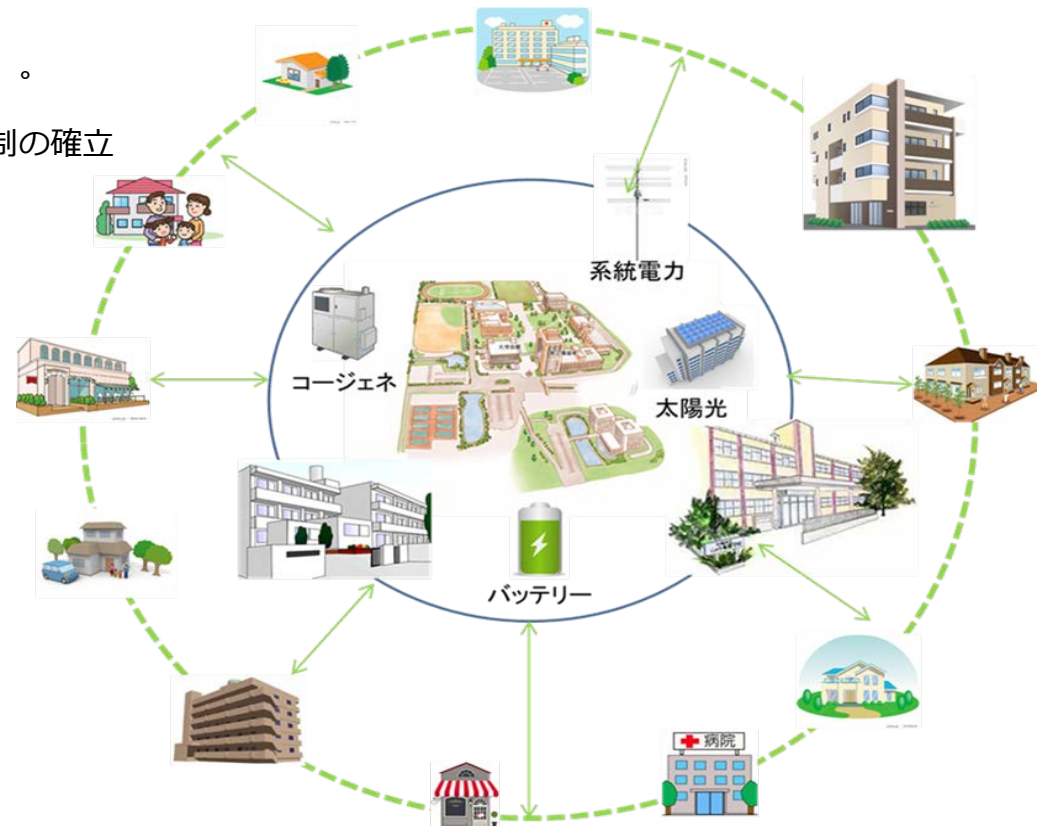 。
制の確立
系統電力
コージェネ
太陽光
バッテリー
病院